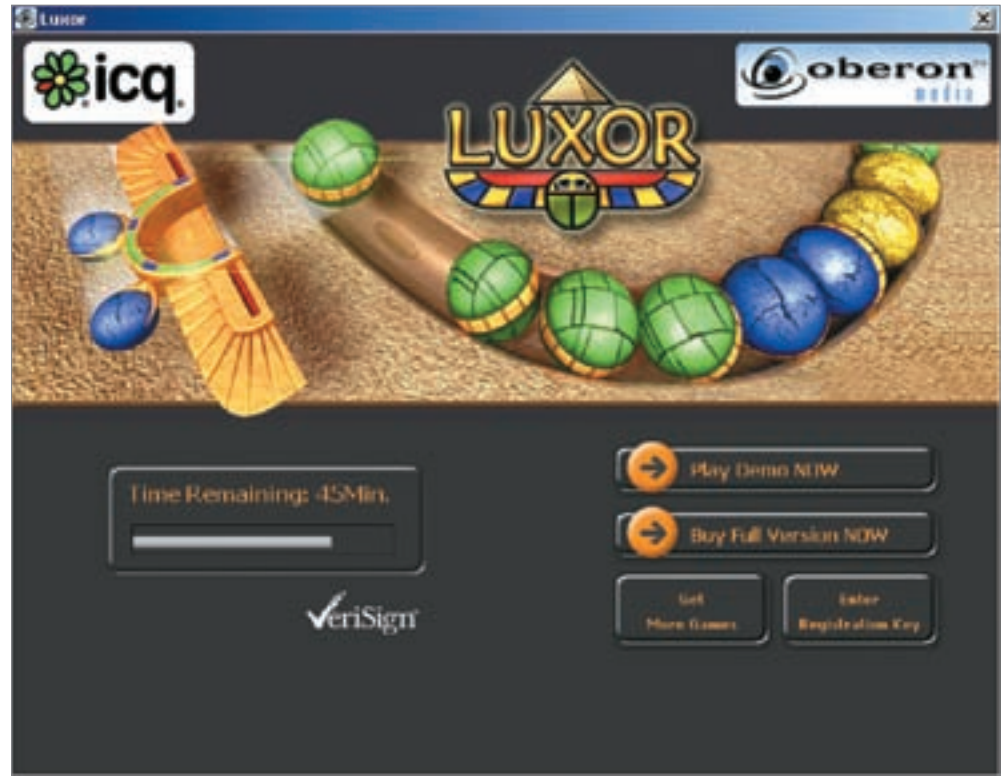 Luxor
icq
oberon
media
LUXOR
Play Demo NOW
Time Remaining: 45Min.
Buy Full Version NOW
VeriSign
Get
More Games
Enter
Registration Key